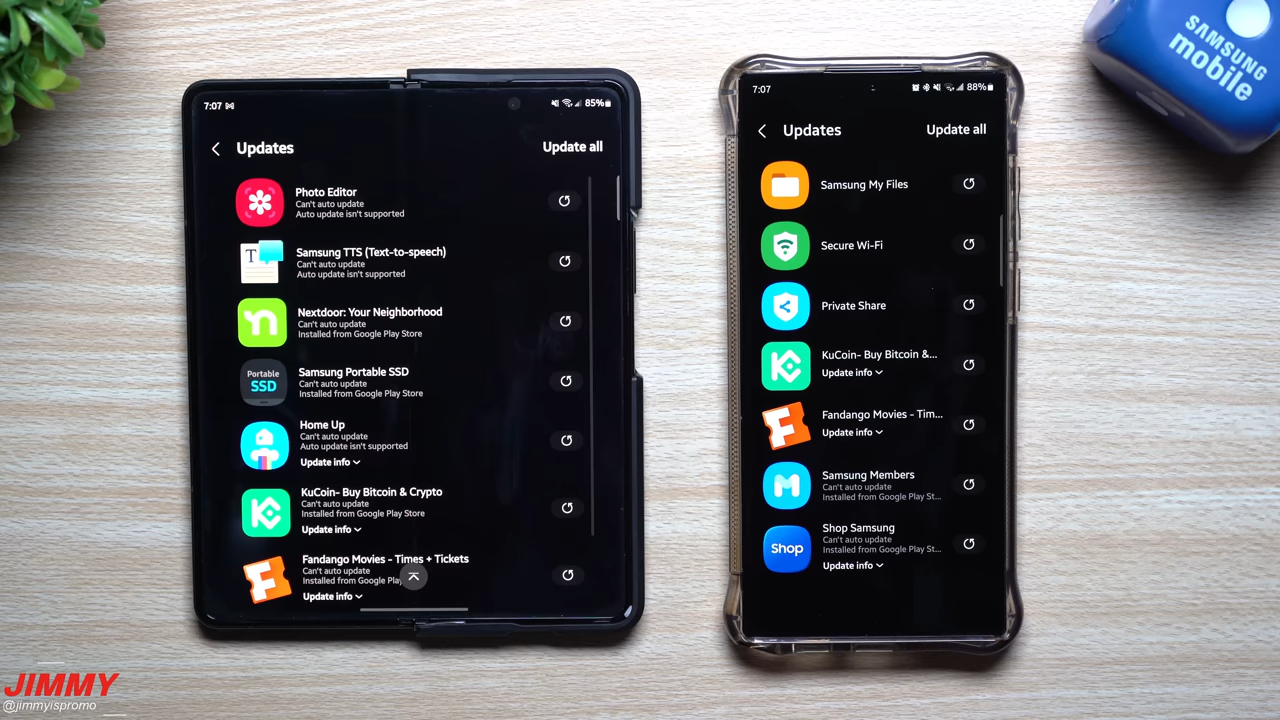 7:07
85%
Updates
Update all
Photo Editor
Can't auto update
Auto update isn't supported
Samsung TTS (Text-to-speech)
Can't auto update
Auto update isn't supported
Nextdoor: Your Neighborhood
Can't auto update
Installed from Google Play Store
Portable
SSD
Samsung Portable SSD
Can't auto update
Installed from Google Play Store
Home Up
Can't auto update
Auto update isn't supported
Update info
KuCoin- Buy Bitcoin & Crypto
Can't auto update
Installed from Google Play Store
Update info
Fandango Movies - Times + Tickets
Can't auto update
Installed from Google Play
Update info
7:07
88%
Updates
Update all
Samsung My Files
Secure Wi-Fi
Private Share
KuCoin- Buy Bitcoin &...
Update info
Fandango Movies - Tim...
Update info
Samsung Members
Can't auto update
Installed from Google Play St...
Shop
Shop Samsung
Can't auto update
Installed from Google Play St...
Update info
SAMSUNG
mobile
JIMMY
@jimmyispromo